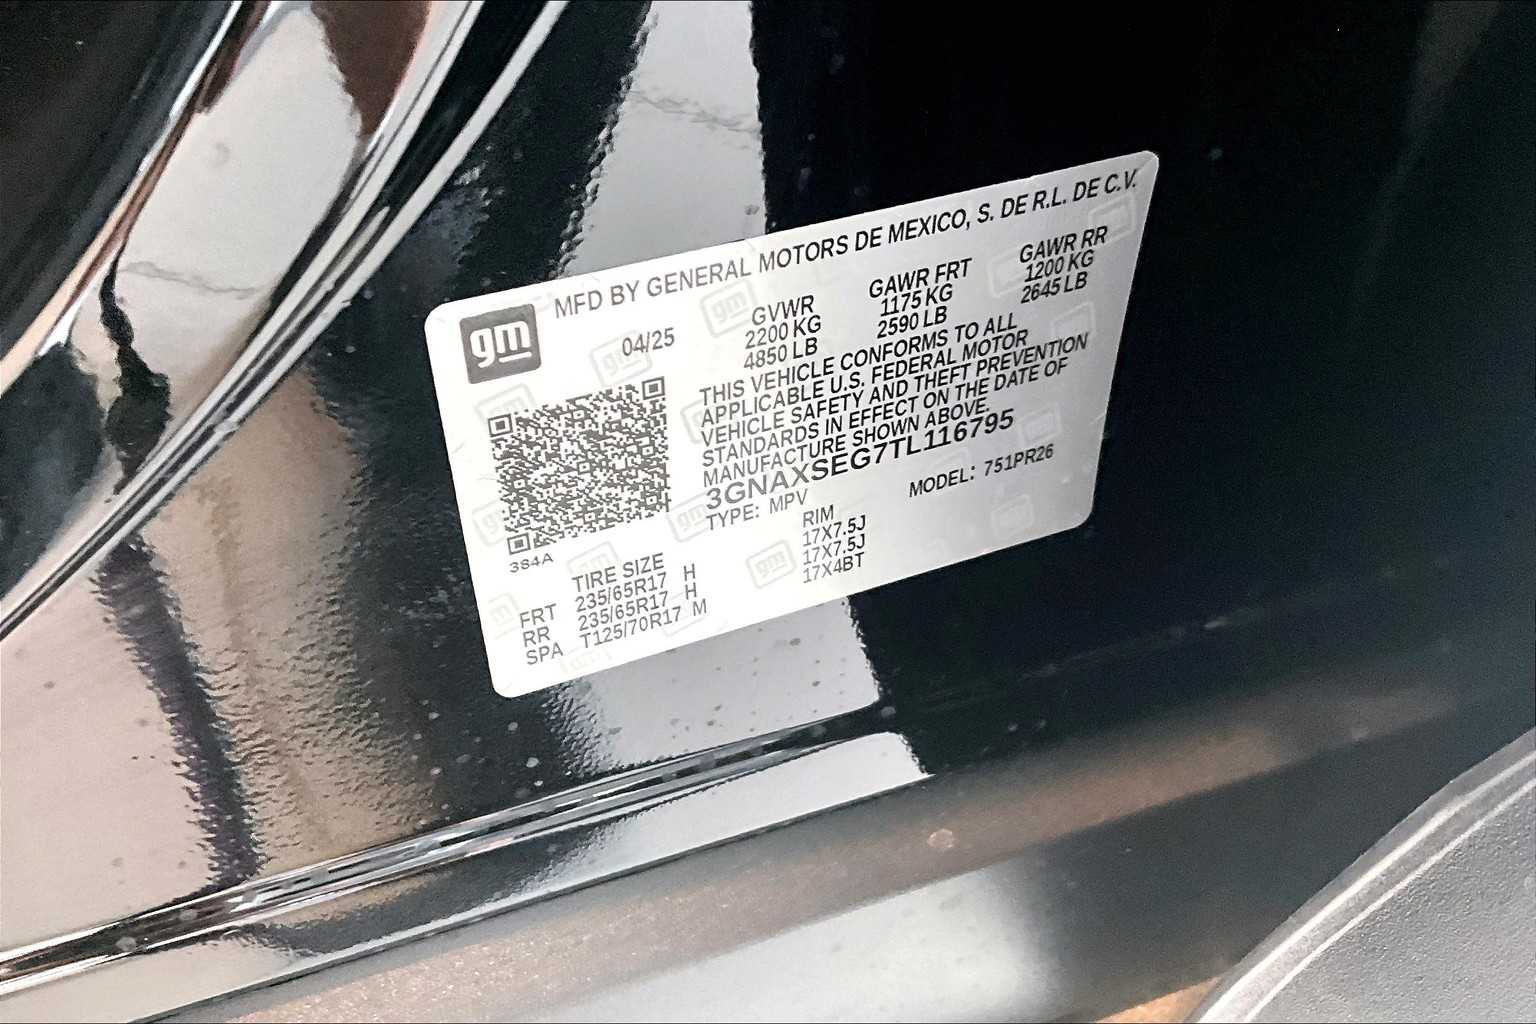 gm
MFD BY GENERAL MOTORS DE MEXICO, S. DE R.L. DE C.V.
04/25
GVWR GAWR FRT GAWR RR
2200 KG 1175 KG 1200 KG
4850 LB 2590 LB 2645 LB
THIS VEHICLE CONFORMS TO ALL
APPLICABLE U.S. FEDERAL MOTOR
VEHICLE SAFETY AND THEFT PREVENTION
STANDARDS IN EFFECT ON THE DATE OF
MANUFACTURE SHOWN ABOVE.
3GNAXSEG7TL116795
TYPE: MPV MODEL: 751PR26
384A
TIRE SIZE RIM
FRT 235/65R17 H 17X7.5J
RR 235/65R17 H 17X7.5J
SPA T125/70R17 M 17X4BT